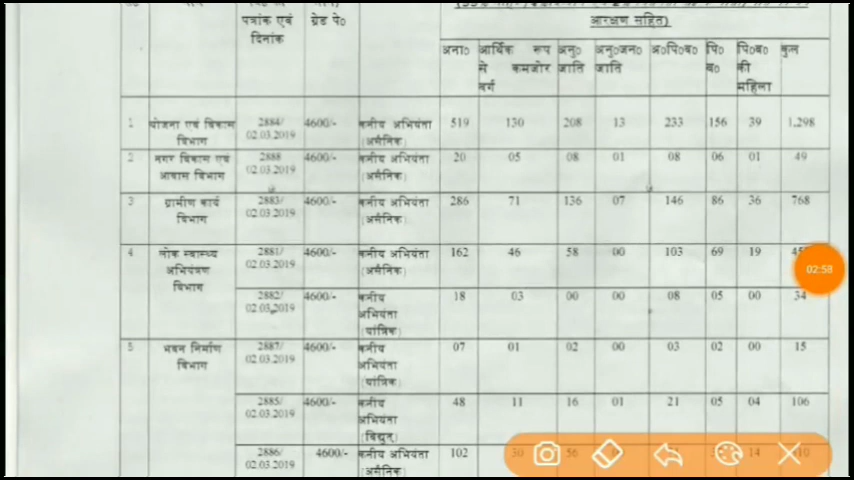 पत्रांक एवं ग्रेड पे०
दिनांक
आरक्षण सहित)
अना० आर्थिक रूप अनु० अनु०जन० अ०पि०व० पि० पि०व० कुल
से कमजोर जाति जाति व० की
वर्ग महिला
1 योजना एवं विकास 2884/ 4600/- कनीय अभियंता 519 130 208 13 233 156 39 1,298
विभाग 02.03.2019 (असैनिक)
2 नगर विकास एवं 2888 4600/- कनीय अभियंता 20 05 08 01 08 06 01 49
आवास विभाग 02.03.2019 (असैनिक)
3 ग्रामीण कार्य 2883/ 4600/- कनीय अभियंता 286 71 136 07 146 86 36 768
विभाग 02.03.2019 (असैनिक)
4 लोक स्वास्थ्य 2881/ 4600/- कनीय अभियंता 162 46 58 00 103 69 19
अभियंत्रण 02.03.2019 (असैनिक)
विभाग
02:58
2882/ 4600/- कनीय 18 03 00 00 08 05 00 34
02.03.2019 अभियंता
(यांत्रिक)
5 भवन निर्माण 2887/ 4600/- कनीय 07 01 02 00 03 02 00 15
विभाग 02.03.2019 अभियंता
(यांत्रिक)
2885/ 4600/- कनीय 48 11 16 01 21 05 04 106
02.03.2019 अभियंता
(विद्युत)
2886/ 4600/- कनीय अभियंता 102 30 56 14
02.03.2019 (असैनिक)